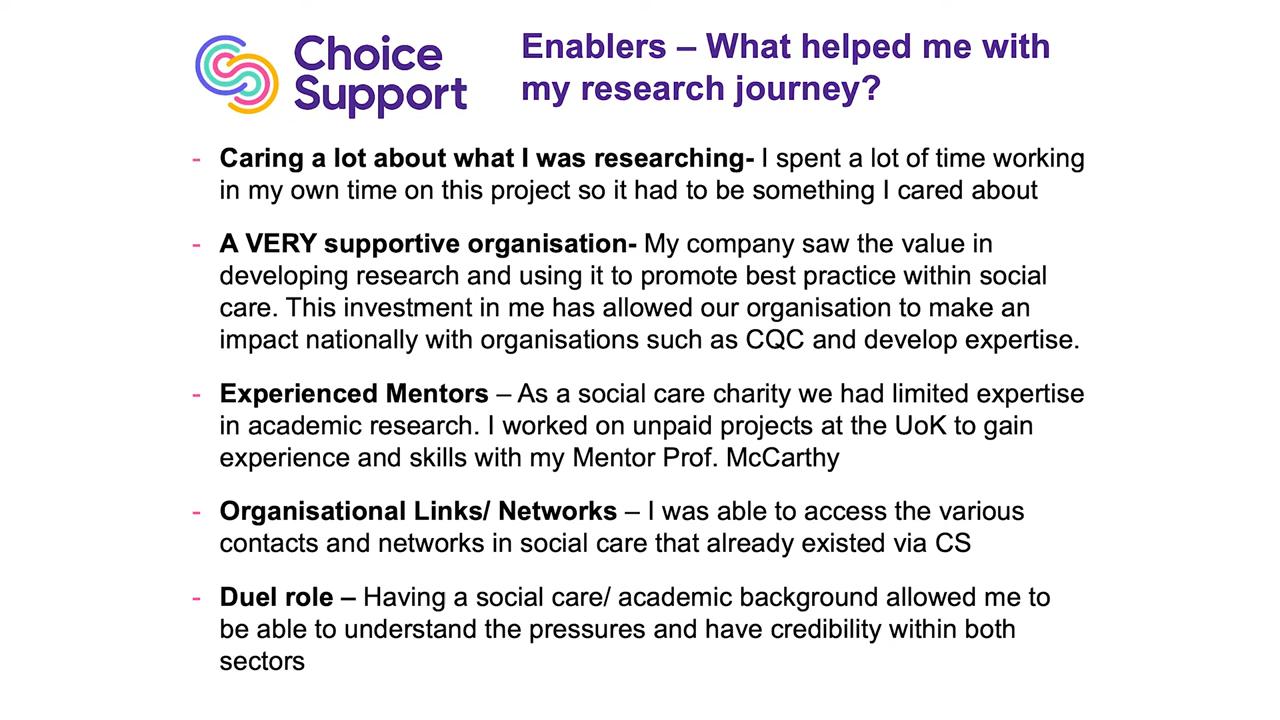 Choice
Support
Enablers – What helped me with
my research journey?
- Caring a lot about what I was researching- I spent a lot of time working
in my own time on this project so it had to be something I cared about
- A VERY supportive organisation- My company saw the value in
developing research and using it to promote best practice within social
care. This investment in me has allowed our organisation to make an
impact nationally with organisations such as CQC and develop expertise.
- Experienced Mentors – As a social care charity we had limited expertise
in academic research. I worked on unpaid projects at the UoK to gain
experience and skills with my Mentor Prof. McCarthy
- Organisational Links/ Networks – I was able to access the various
contacts and networks in social care that already existed via CS
- Duel role – Having a social care/ academic background allowed me to
be able to understand the pressures and have credibility within both
sectors